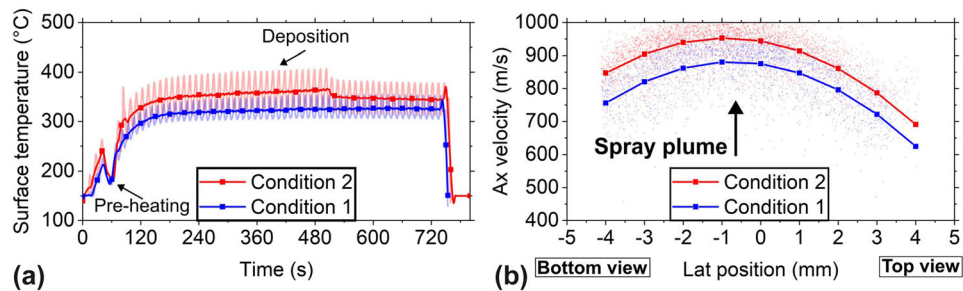 Surface temperature (°C)
500
400
300
200
100
0
120
240
360
480
600
720
Time (s)
Deposition
Pre-heating
Condition 2
Condition 1
(a)
Ax velocity (m/s)
1000
900
800
700
600
500
400
-5
-4
-3
-2
-1
0
1
2
3
4
5
Spray plume
Condition 2
Condition 1
Bottom view
Lat position (mm)
Top view
(b)